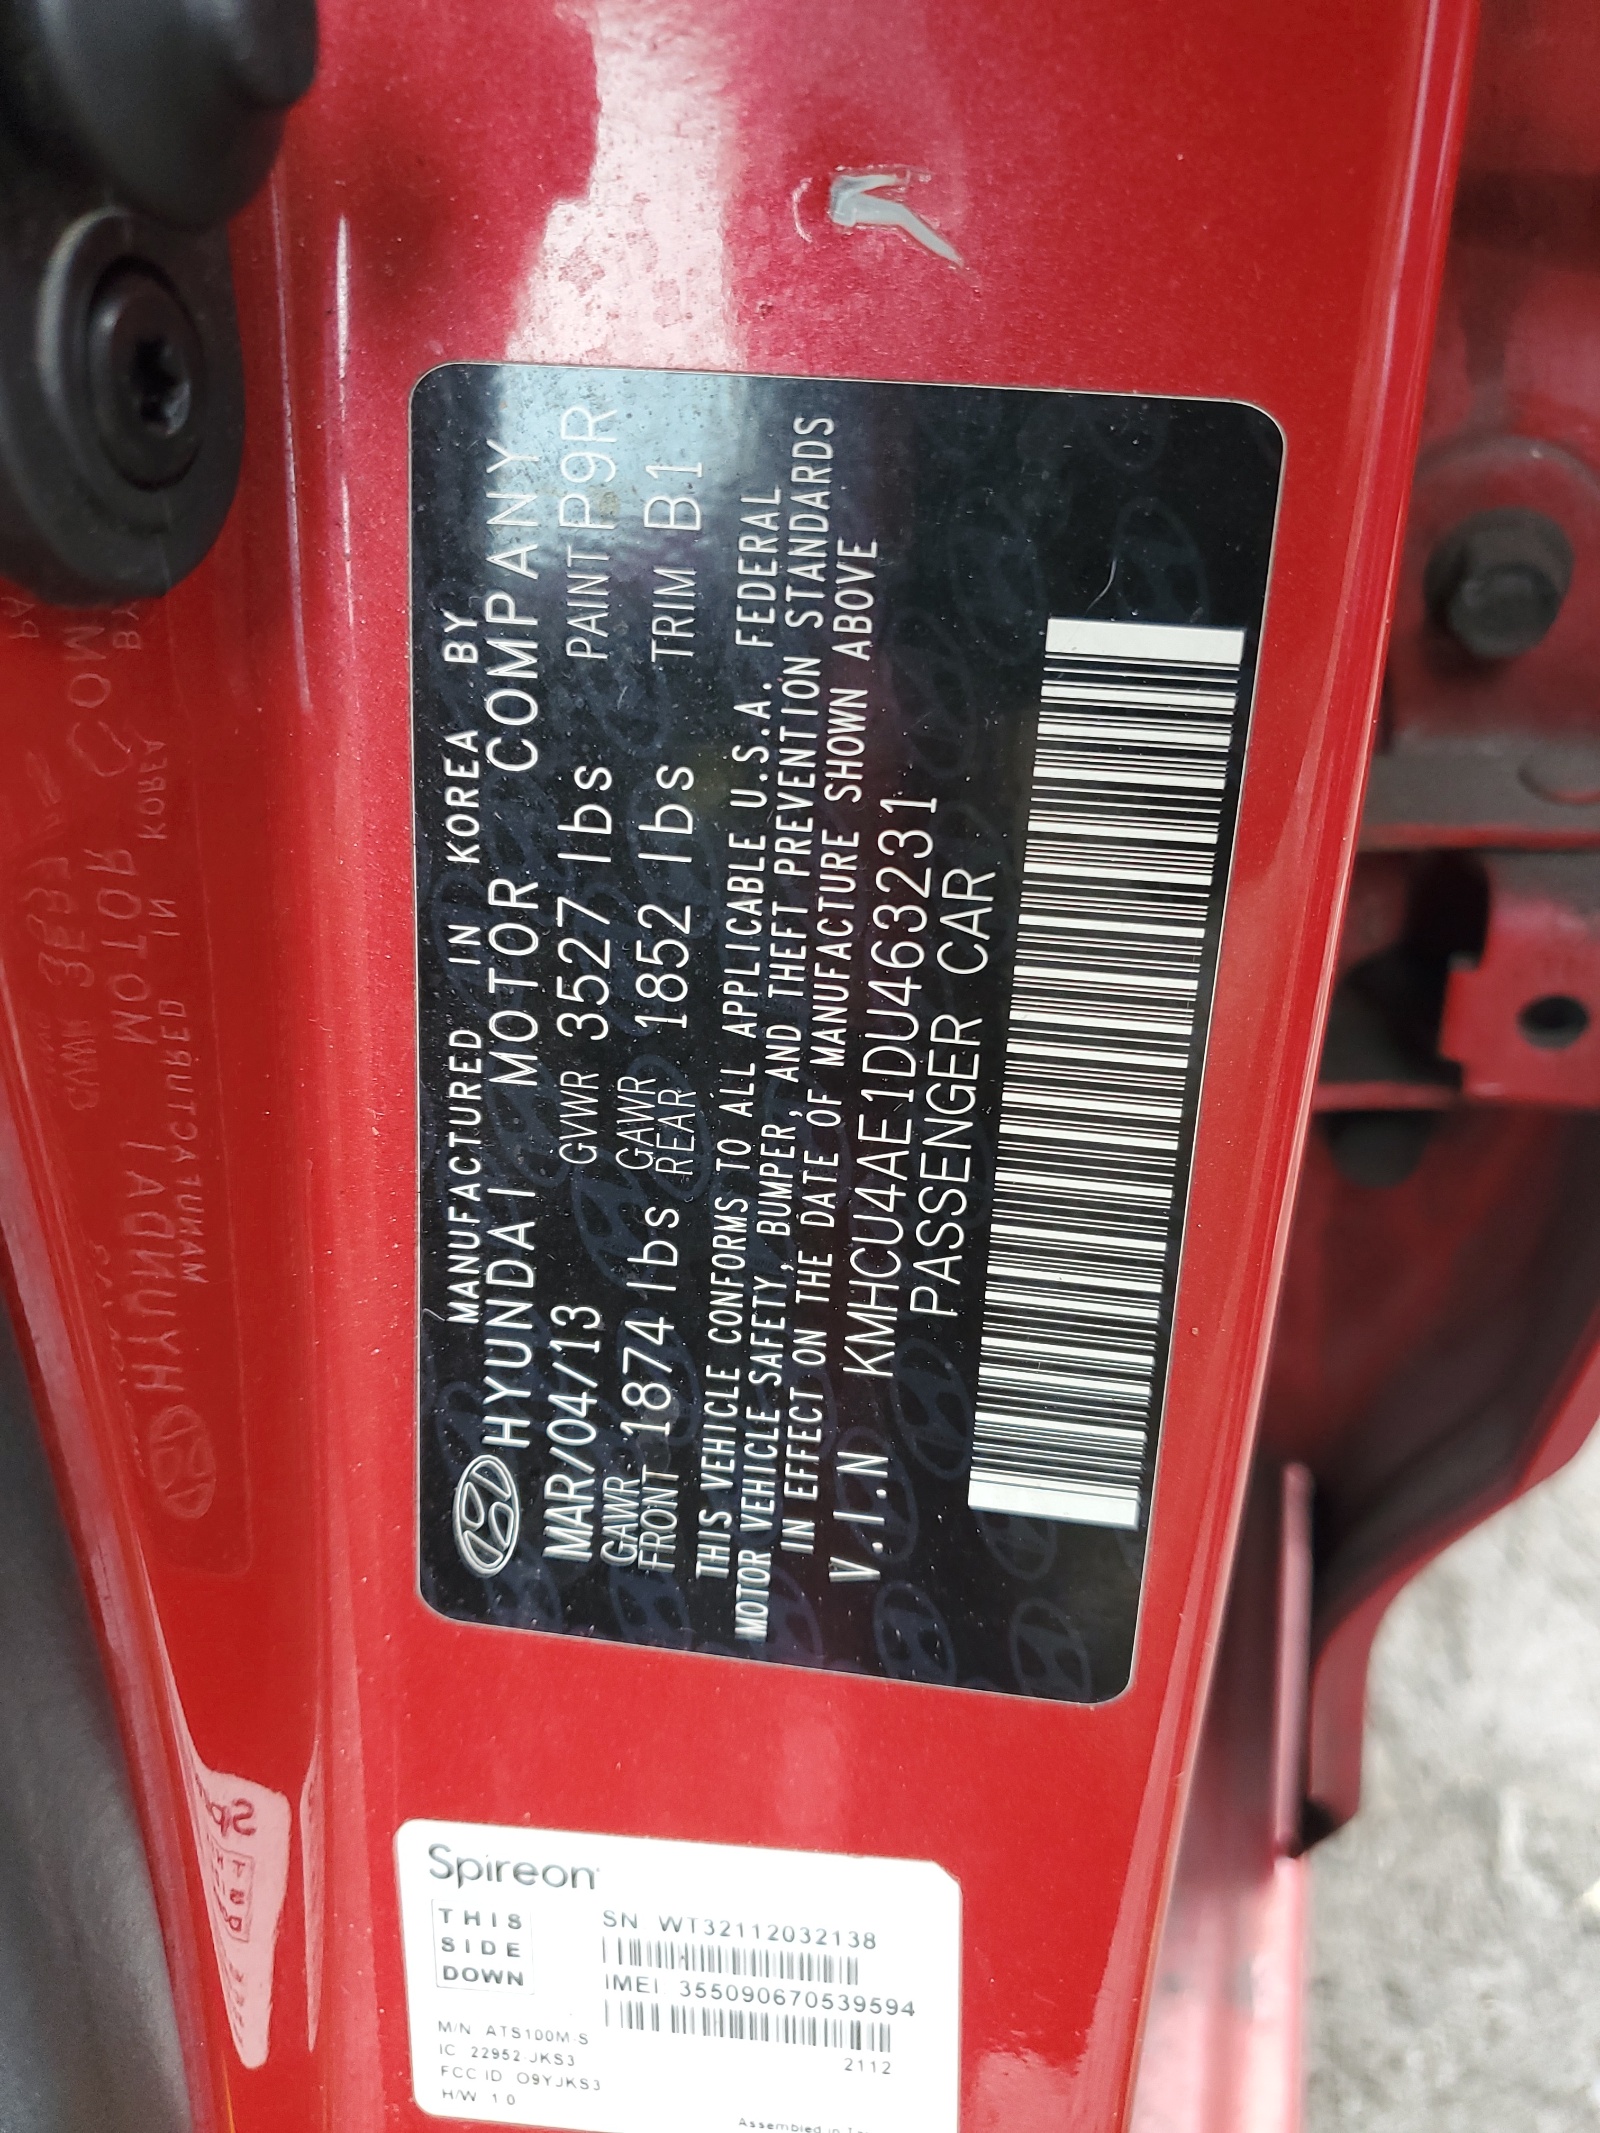 MANUFACTURED IN KOREA BY
HYUNDAI MOTOR COMPANY
MAR/04/13 GVWR 3527 lbs PAINT P9R
GAWR FRONT 1874 lbs GAWR REAR 1852 lbs TRIM B1
THIS VEHICLE CONFORMS TO ALL APPLICABLE U.S.A. FEDERAL
MOTOR VEHICLE SAFETY, BUMPER, AND THEFT PREVENTION STANDARDS
IN EFFECT ON THE DATE OF MANUFACTURE SHOWN ABOVE
V.I.N KMHCU4AE1DU463231
PASSENGER CAR
Spireon
THIS
SIDE
DOWN
SN WT32112032138
IMEI 355090670539594
2112
M/N ATS100M-S
IC 22952-JKS3
FCC ID O9YJKS3
H/W 1.0
Assembled in